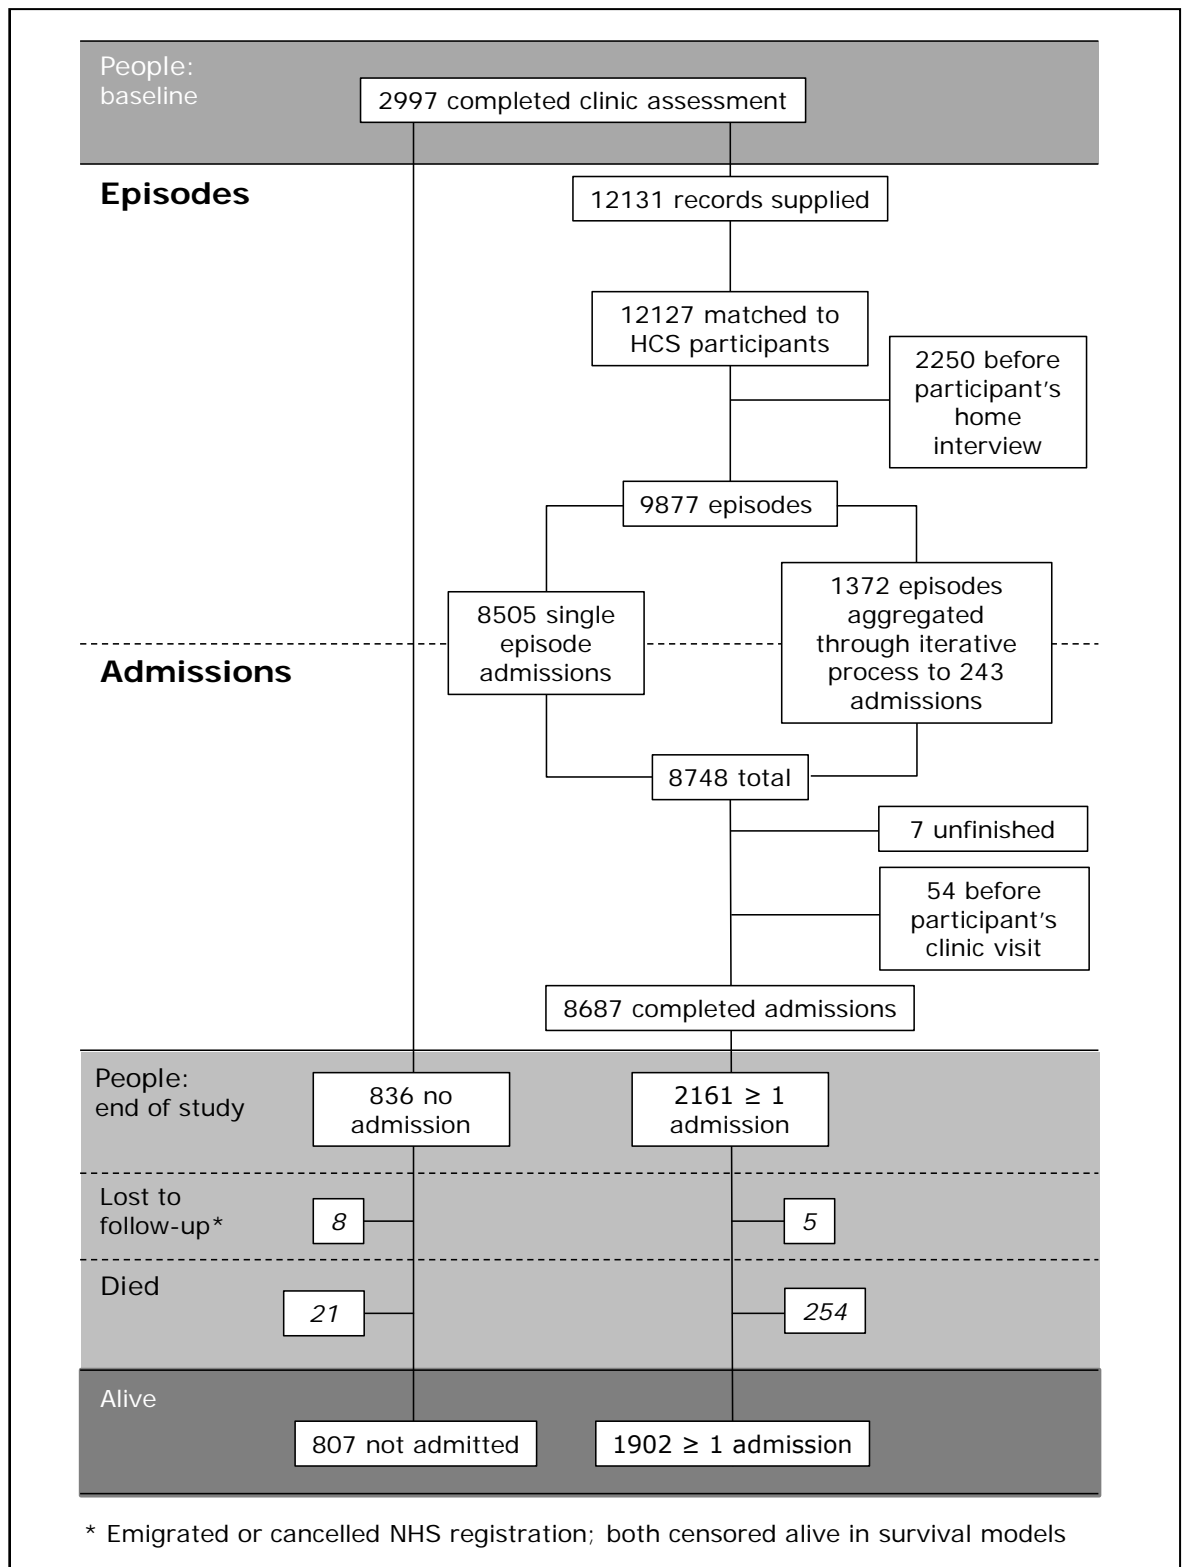 People:
baseline
2997 completed clinic assessment
Episodes
12131 records supplied
12127 matched to
HCS participants
2250 before
participant's
home
interview
9877 episodes
8505 single
episode
admissions
1372 episodes
aggregated
through iterative
process to 243
admissions
Admissions
8748 total
7 unfinished
54 before
participant's
clinic visit
8687 completed admissions
People:
end of study
836 no
admission
2161 ≥ 1
admission
Lost to
follow-up*
8
5
Died
21
254
Alive
807 not admitted
1902 ≥ 1 admission
* Emigrated or cancelled NHS registration; both censored alive in survival models